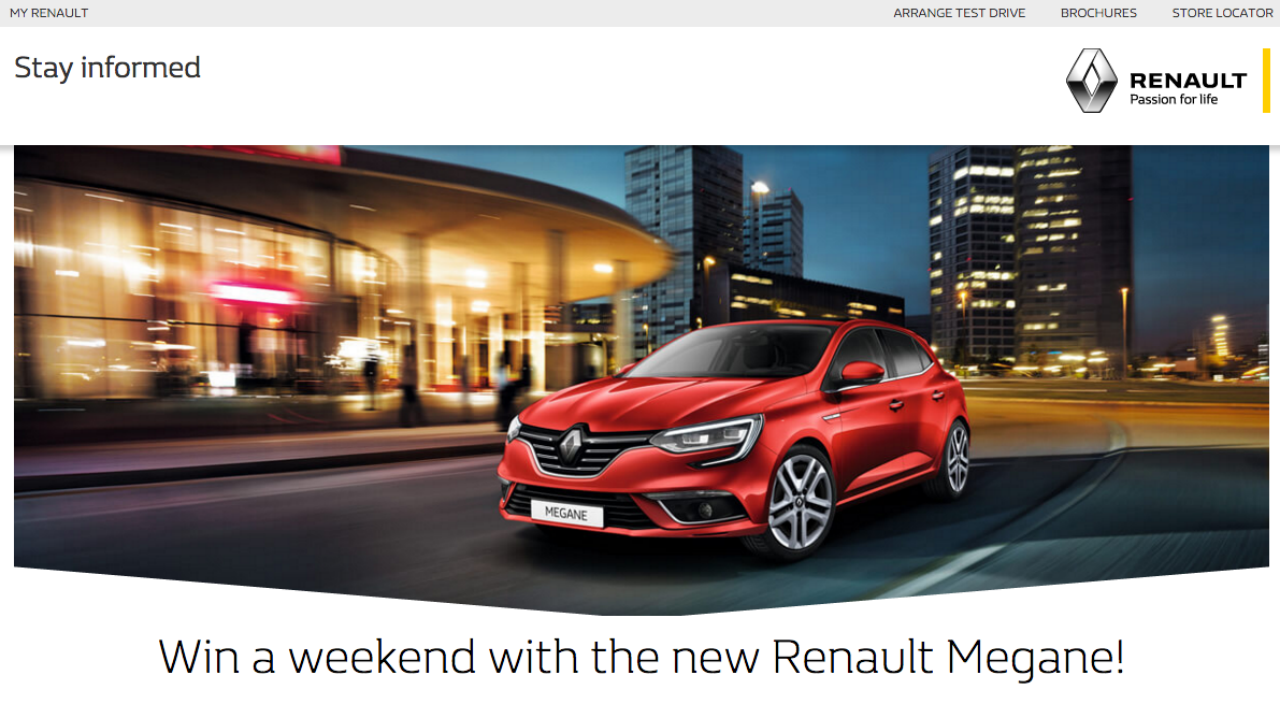 MY RENAULT
ARRANGE TEST DRIVE
BROCHURES
STORE LOCATOR
Stay informed
RENAULT
Passion for life
MEGANE
Win a weekend with the new Renault Megane!